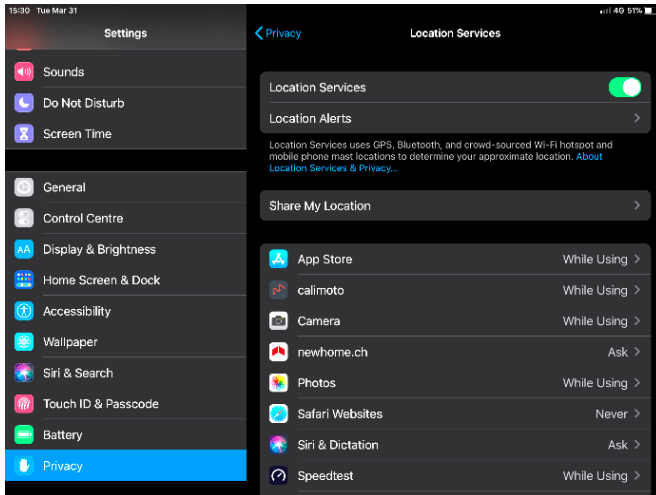 15:30 Tue Mar 31
4G 51%
Settings
Sounds
Do Not Disturb
Screen Time
General
Control Centre
AA Display & Brightness
Home Screen & Dock
Accessibility
Wallpaper
Siri & Search
Touch ID & Passcode
Battery
Privacy
Privacy
Location Services
Location Services
Location Alerts
Location Services uses GPS, Bluetooth, and crowd-sourced Wi-Fi hotspot and
mobile phone mast locations to determine your approximate location. About
Location Services & Privacy...
Share My Location
App Store While Using
calimoto While Using
Camera While Using
newhome.ch Ask
Photos While Using
Safari Websites Never
Siri & Dictation Ask
Speedtest While Using